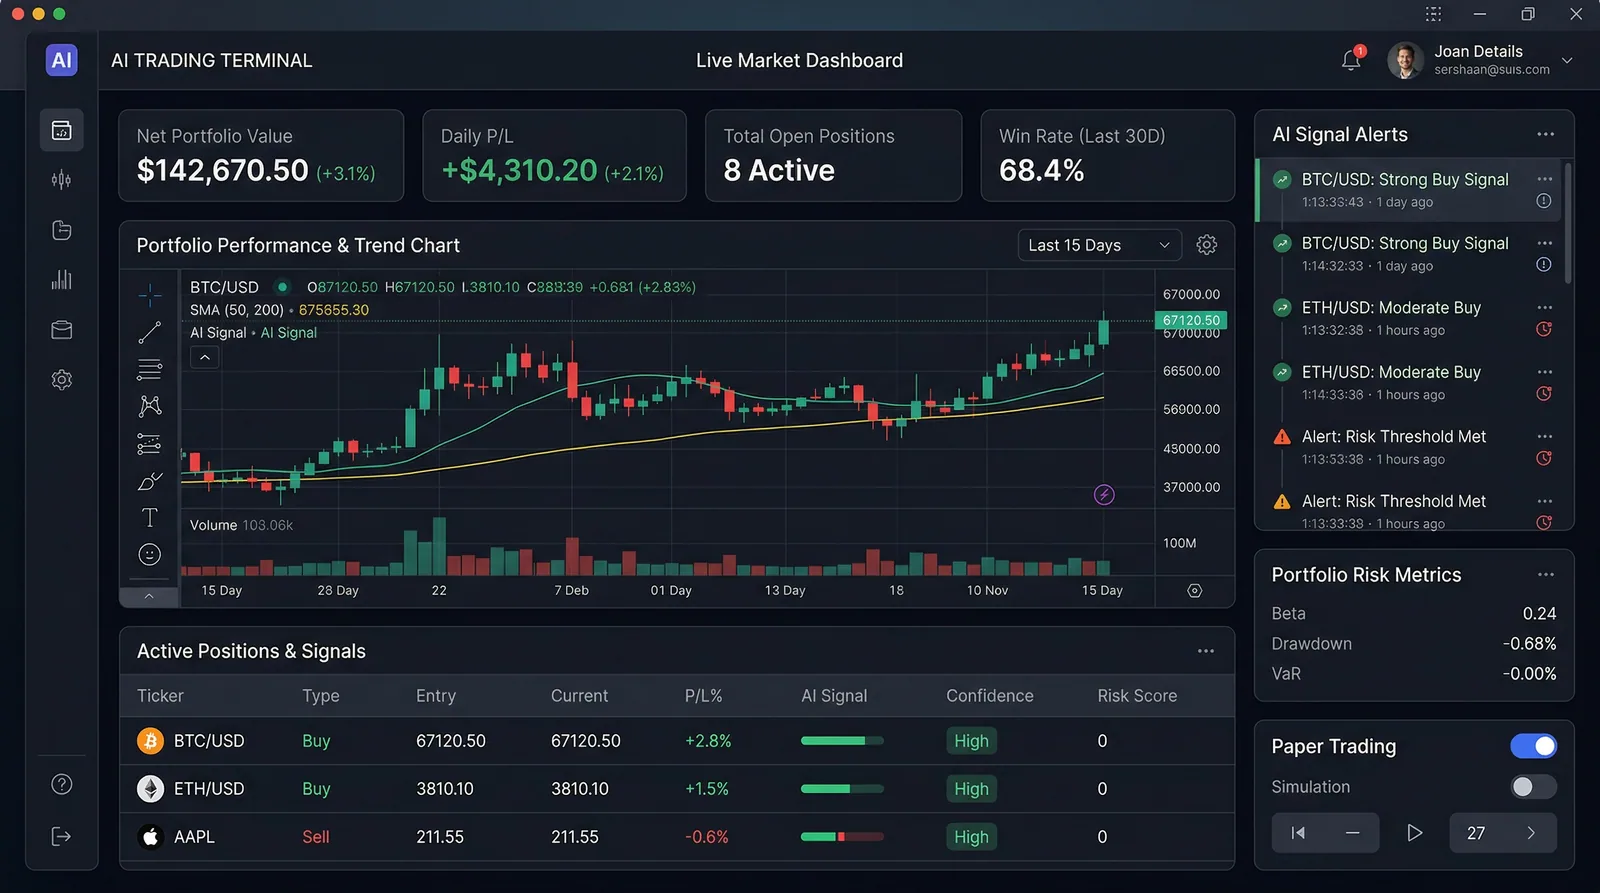 AI
AI TRADING TERMINAL
Live Market Dashboard
1
Joan Details
sershaan@suis.com
Net Portfolio Value
$142,670.50 (+3.1%)
Daily P/L
+$4,310.20 (+2.1%)
Total Open Positions
8 Active
Win Rate (Last 30D)
68.4%
Portfolio Performance & Trend Chart
Last 15 Days
BTC/USD O87120.50 H67120.50 L3810.10 C883.39 +0.681 (+2.83%)
SMA (50, 200) • 875655.30
AI Signal • AI Signal
67000.00
67120.50
57000.00
66500.00
56000.00
45000.00
37000.00
Volume 103.06k
100M
15 Day
28 Day
22
7 Deb
01 Day
13 Day
18
10 Nov
15 Day
Active Positions & Signals
Ticker Type Entry Current P/L% AI Signal Confidence Risk Score
BTC/USD Buy 67120.50 67120.50 +2.8% High 0
ETH/USD Buy 3810.10 3810.10 +1.5% High 0
AAPL Sell 211.55 211.55 -0.6% High 0
AI Signal Alerts
BTC/USD: Strong Buy Signal
1:13:33:43 · 1 day ago
BTC/USD: Strong Buy Signal
1:14:32:33 · 1 day ago
ETH/USD: Moderate Buy
1:13:32:38 · 1 hours ago
ETH/USD: Moderate Buy
1:14:33:38 · 1 hours ago
Alert: Risk Threshold Met
1:13:53:38 · 1 hours ago
Alert: Risk Threshold Met
1:13:33:38 · 1 hours ago
Portfolio Risk Metrics
Beta 0.24
Drawdown -0.68%
VaR -0.00%
Paper Trading
Simulation
27